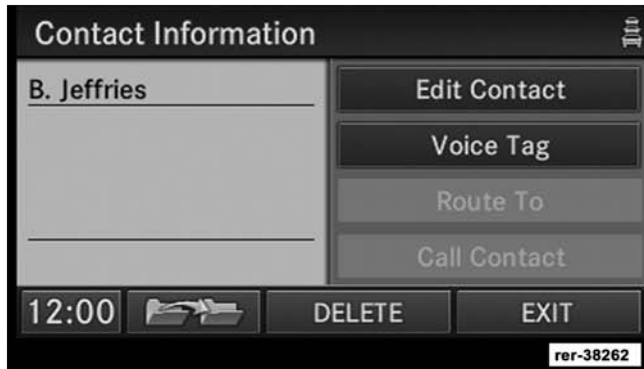 Contact Information
B. Jeffries
Edit Contact
Voice Tag
Route To
Call Contact
12:00
DELETE
EXIT
rer-38262